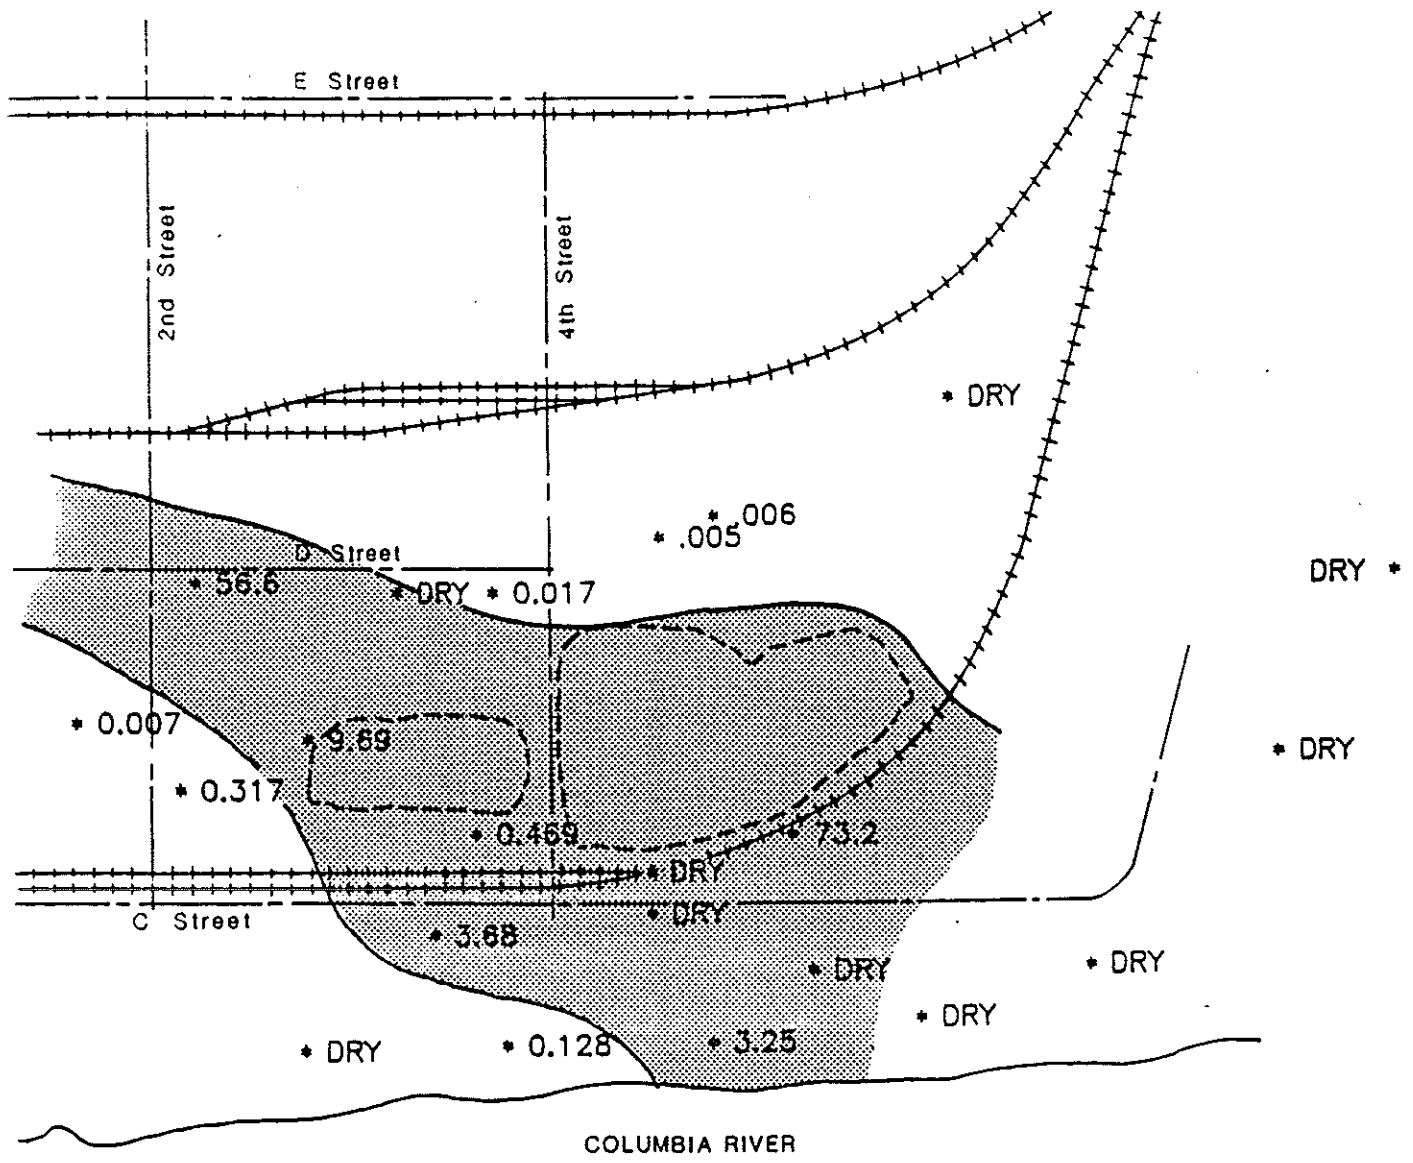 E Street
2nd Street
4th Street
* DRY
* .006
* .005
D Street
DRY *
* 56.6
* DRY
* 0.017
* 0.007
* 9.69
* DRY
* 0.317
* 0.469
* 73.2
* DRY
C Street
* DRY
* 3.68
* DRY
* DRY
* DRY
* DRY
* 0.128
* 3.25
COLUMBIA RIVER